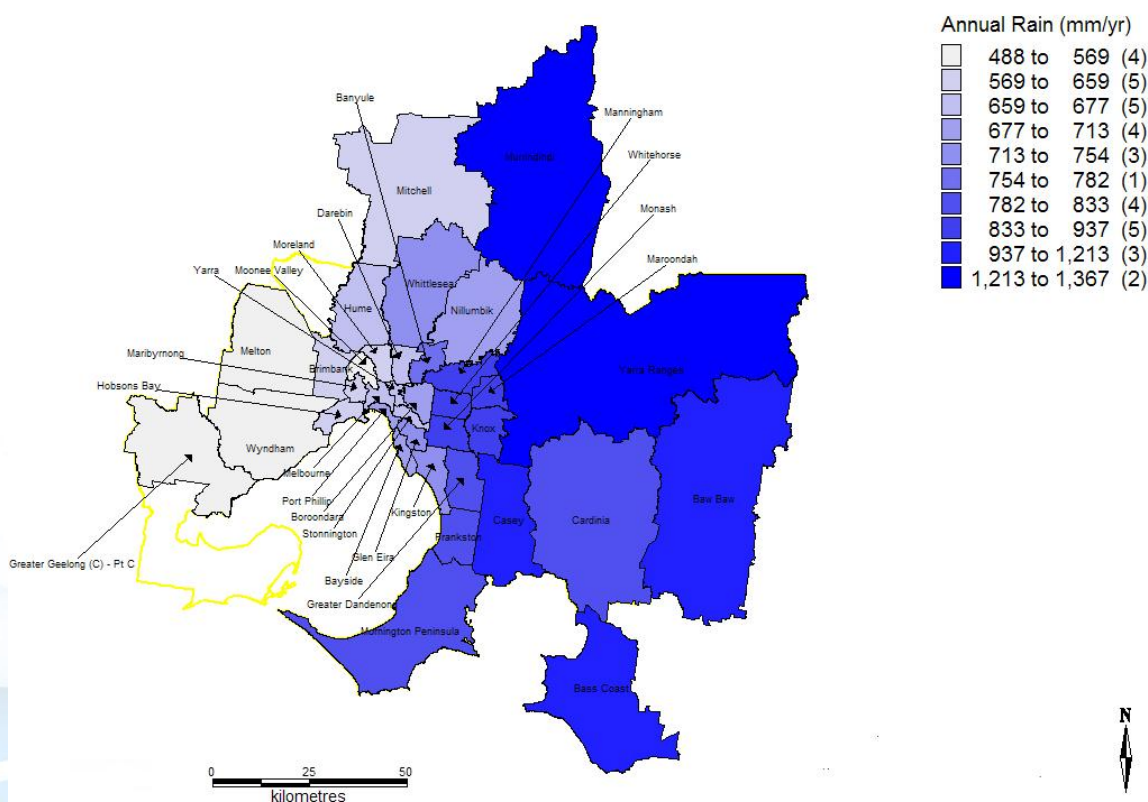 Annual Rain (mm/yr)
488 to 569 (4)
569 to 659 (5)
659 to 677 (5)
677 to 713 (4)
713 to 754 (3)
754 to 782 (1)
782 to 833 (4)
833 to 937 (5)
937 to 1,213 (3)
1,213 to 1,367 (2)
Banyule
Manningham
Murrindindi
Whitehorse
Mitchell
Monash
Darebin
Moreland
Maroondah
Yarra
Moonee Valley
Whittlesea
Hume
Nillumbik
Melton
Maribyrnong
Brimbank
Yarra Ranges
Hobsons Bay
Knox
Wyndham
Melbourne
Port Phillip
Boroondara
Kingston
Stonnington
Casey
Cardinia
Baw Baw
Frankston
Glen Eira
Greater Geelong (C) - Pt C
Bayside
Greater Dandenong
Mornington Peninsula
Bass Coast
N
0 25 50
kilometres